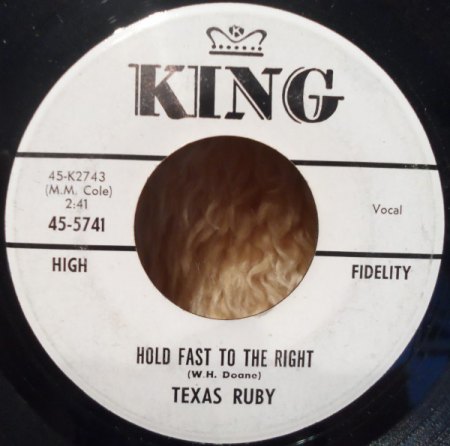 K
KING
45-K2743
(M.M. Cole)
2:41
45-5741
Vocal
HIGH
FIDELITY
HOLD FAST TO THE RIGHT
(W.H. Doane)
TEXAS RUBY